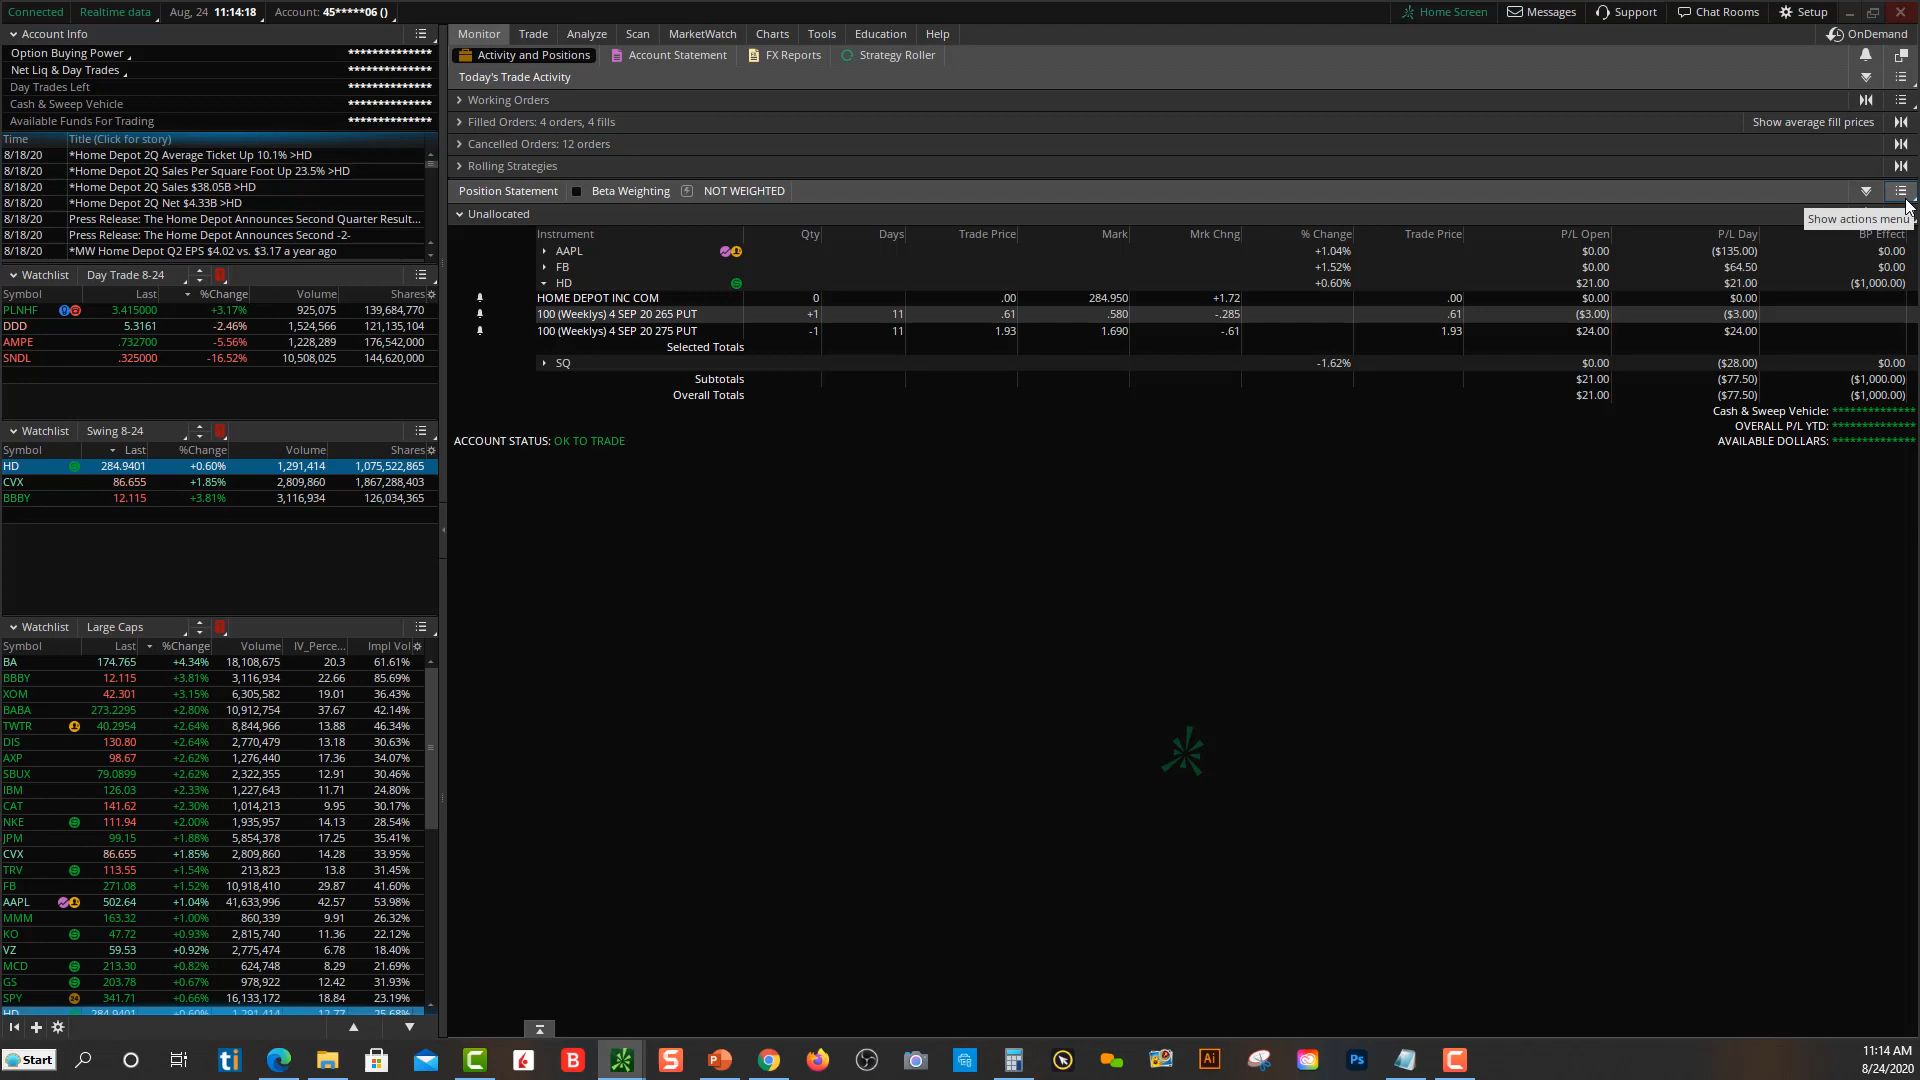 Connected Realtime data Aug, 24 11:14:18 Account: 45*****06 () Home Screen Messages Support Chat Rooms Setup
Account Info
Option Buying Power **************
Net Liq & Day Trades **************
Day Trades Left **************
Cash & Sweep Vehicle **************
Available Funds For Trading **************
Time Title (Click for story)
8/18/20 *Home Depot 2Q Average Ticket Up 10.1% >HD
8/18/20 *Home Depot 2Q Sales Per Square Foot Up 23.5% >HD
8/18/20 *Home Depot 2Q Sales $38.05B >HD
8/18/20 *Home Depot 2Q Net $4.33B >HD
8/18/20 Press Release: The Home Depot Announces Second Quarter Result...
8/18/20 Press Release: The Home Depot Announces Second -2-
8/18/20 *MW Home Depot Q2 EPS $4.02 vs. $3.17 a year ago
Watchlist Day Trade 8-24
Symbol Last %Change Volume Shares
PLNHF 3.415000 +3.17% 925,075 139,684,770
DDD 5.3161 -2.46% 1,524,566 121,135,104
AMPE .732700 -5.56% 1,228,289 176,542,000
SNDL .325000 -16.52% 10,508,025 144,620,000
Watchlist Swing 8-24
Symbol Last %Change Volume Shares
HD 284.9401 +0.60% 1,291,414 1,075,522,865
CVX 86.655 +1.85% 2,809,860 1,867,288,403
BBBY 12.115 +3.81% 3,116,934 126,034,365
Watchlist Large Caps
Symbol Last %Change Volume IV_Perce... Impl Vol
BA 174.765 +4.34% 18,108,675 20.3 61.61%
BBBY 12.115 +3.81% 3,116,934 22.66 85.69%
XOM 42.301 +3.15% 6,305,582 19.01 36.43%
BABA 273.2295 +2.80% 10,912,754 37.67 42.14%
TWTR 40.2954 +2.64% 8,844,966 13.88 46.34%
DIS 130.80 +2.64% 2,770,479 13.18 30.63%
AXP 98.67 +2.62% 1,276,440 17.36 34.07%
SBUX 79.0899 +2.62% 2,322,355 12.91 30.46%
IBM 126.03 +2.33% 1,227,643 11.71 24.80%
CAT 141.62 +2.30% 1,014,213 9.95 30.17%
NKE 111.94 +2.00% 1,935,957 14.13 28.54%
JPM 99.15 +1.88% 5,854,378 17.25 35.41%
CVX 86.655 +1.85% 2,809,860 14.28 33.95%
TRV 113.55 +1.54% 213,823 13.8 31.45%
FB 271.08 +1.52% 10,918,410 29.87 41.60%
AAPL 502.64 +1.04% 41,633,996 42.57 53.98%
MMM 163.32 +1.00% 860,339 9.91 26.32%
KO 47.72 +0.93% 2,815,740 11.36 22.12%
VZ 59.53 +0.92% 2,775,474 6.78 18.40%
MCD 213.30 +0.82% 624,748 8.29 21.69%
GS 203.78 +0.67% 978,922 12.42 31.93%
SPY 341.71 +0.66% 16,133,172 18.84 23.19%
HD 284.9401 +0.60% 1,291,414 12.77 25.68%
Monitor Trade Analyze Scan MarketWatch Charts Tools Education Help OnDemand
Activity and Positions Account Statement FX Reports Strategy Roller
Today's Trade Activity
Working Orders
Filled Orders: 4 orders, 4 fills Show average fill prices
Cancelled Orders: 12 orders
Rolling Strategies
Position Statement Beta Weighting NOT WEIGHTED
Unallocated Show actions menu
Instrument Qty Days Trade Price Mark Mrk Chng % Change Trade Price P/L Open P/L Day BP Effect
AAPL +1.04% $0.00 ($135.00) $0.00
FB +1.52% $0.00 $64.50 $0.00
HD +0.60% $21.00 $21.00 ($1,000.00)
HOME DEPOT INC COM 0 .00 284.950 +1.72 .00 $0.00 $0.00
100 (Weeklys) 4 SEP 20 265 PUT +1 11 .61 .580 -.285 .61 ($3.00) ($3.00)
100 (Weeklys) 4 SEP 20 275 PUT -1 11 1.93 1.690 -.61 1.93 $24.00 $24.00
Selected Totals
SQ -1.62% $0.00 ($28.00) $0.00
Subtotals $21.00 ($77.50) ($1,000.00)
Overall Totals $21.00 ($77.50) ($1,000.00)
Cash & Sweep Vehicle: **************
OVERALL P/L YTD: **************
ACCOUNT STATUS: OK TO TRADE AVAILABLE DOLLARS: **************
Start 11:14 AM
8/24/2020